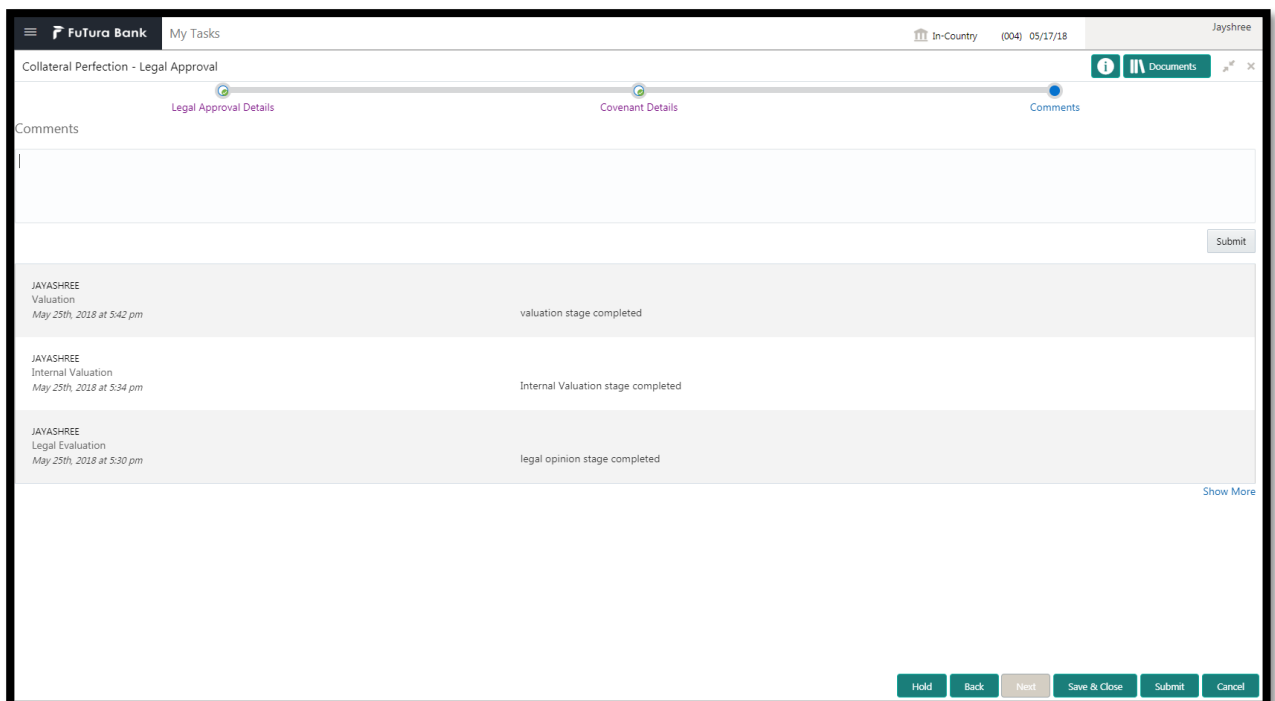 FuTura Bank
My Tasks
In-Country (004) 05/17/18
Jayshree
Collateral Perfection - Legal Approval
i
Documents
Legal Approval Details
Covenant Details
Comments
Comments
Submit
JAYASHREE
Valuation
May 25th, 2018 at 5:42 pm
valuation stage completed
JAYASHREE
Internal Valuation
May 25th, 2018 at 5:34 pm
Internal Valuation stage completed
JAYASHREE
Legal Evaluation
May 25th, 2018 at 5:30 pm
legal opinion stage completed
Show More
Hold
Back
Next
Save & Close
Submit
Cancel